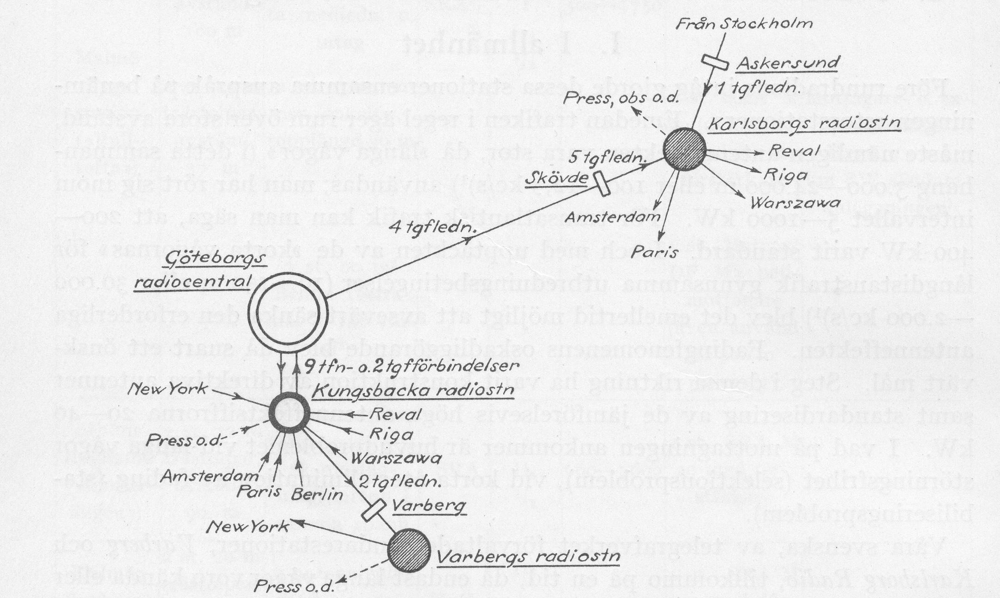 Från Stockholm
Askersund
1 tgfledn.
Press, obs o.d.
Karlsborgs radiostn
Reval
5 tgfledn.
Riga
Skövde
Warszawa
Amsterdam
4 tgfledn.
Paris
Göteborgs
radiocentral
9 tfn- o. 2 tgfförbindelser
New York
Kungsbacka radiostn
Reval
Riga
Press o.d.
Warszawa
Amsterdam
2 tgfledn.
Paris
Berlin
Varberg
New York
Varbergs radiostn
Press o.d.